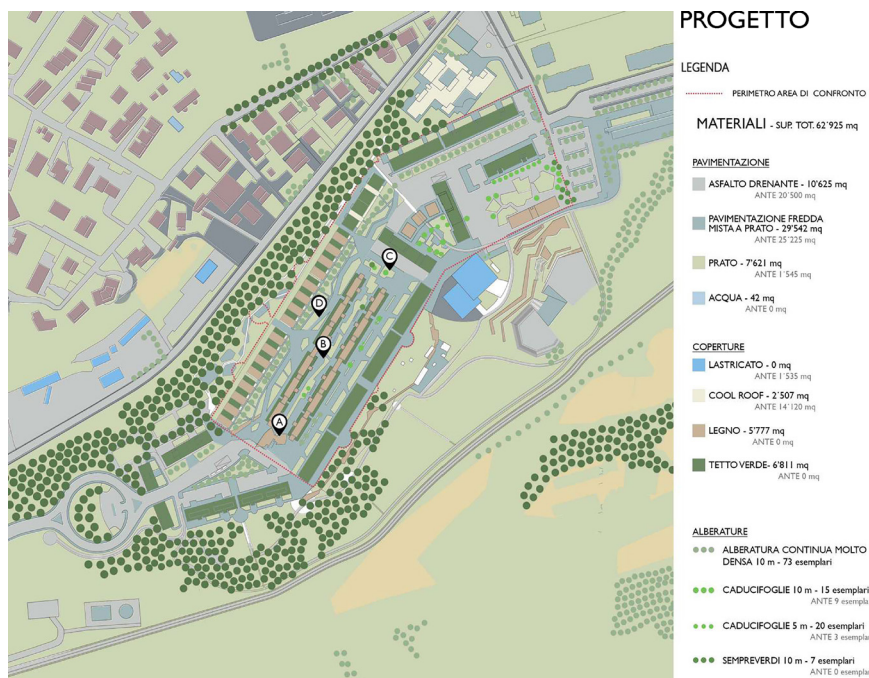 PROGETTO
LEGENDA
PERIMETRO AREA DI CONFRONTO
MATERIALI - SUP. TOT. 62'925 mq
PAVIMENTAZIONE
ASFALTO DRENANTE - 10'625 mq
ANTE 20'500 mq
PAVIMENTAZIONE FREDDA
MISTA A PRATO - 29'542 mq
ANTE 25'225 mq
PRATO - 7'621 mq
ANTE 1'545 mq
ACQUA - 42 mq
ANTE 0 mq
COPERTURE
LASTRICATO - 0 mq
ANTE 1'535 mq
COOL ROOF - 2'507 mq
ANTE 14'120 mq
LEGNO - 5'777 mq
ANTE 0 mq
TETTO VERDE- 6'811 mq
ANTE 0 mq
ALBERATURE
ALBERATURA CONTINUA MOLTO
DENSA 10 m - 73 esemplari
CADUCIFOGLIE 10 m - 15 esemplari
ANTE 9 esempla
CADUCIFOGLIE 5 m - 20 esemplari
ANTE 3 esempla
SEMPREVERDI 10 m - 7 esemplari
ANTE 0 esempla
C
D
B
A